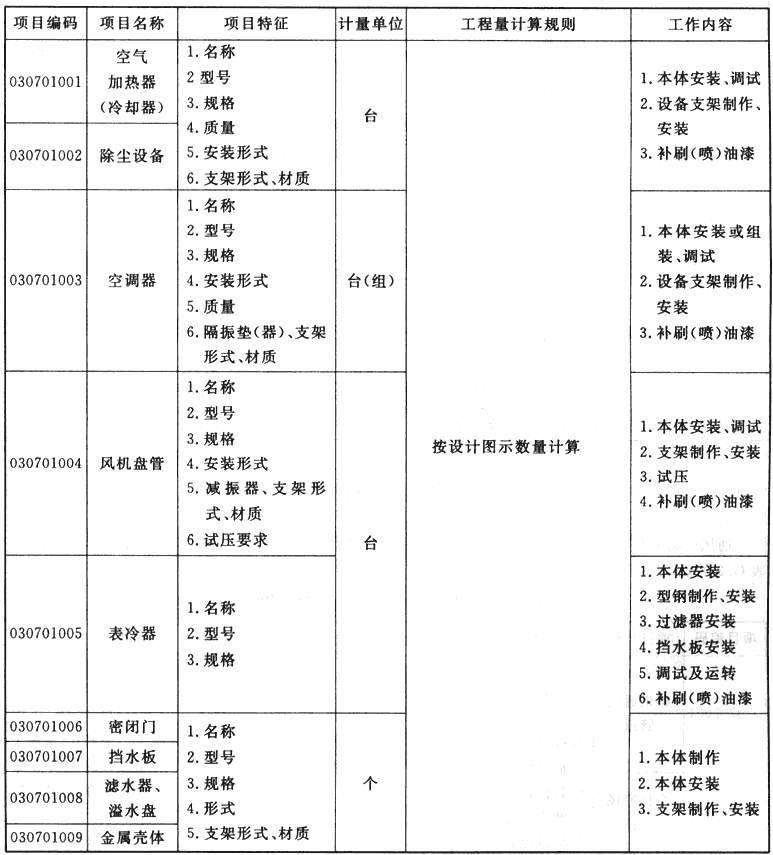 项目编码 项目名称 项目特征 计量单位 工程量计算规则 工作内容
030701001
空气
加热器
(冷却器)
1.名称
2 型号
3.规格
4.质量
5.安装形式
6.支架形式、材质
台
按设计图示数量计算
1.本体安装、调试
2.设备支架制作、
安装
3.补刷(喷)油漆
030701002 除尘设备
030701003 空调器
1.名称
2.型号
3.规格
4.安装形式
5.质量
6.隔振垫(器)、支架
形式、材质
台(组)
1.本体安装或组
装、调试
2.设备支架制作、
安装
3.补刷(喷)油漆
030701004 风机盘管
1.名称
2.型号
3.规格
4.安装形式
5.减振器、支架形
式、材质
6.试压要求
台
1.本体安装、调试
2.支架制作、安装
3.试压
4.补刷(喷)油漆
030701005 表冷器
1.名称
2.型号
3.规格
1.本体安装
2.型钢制作、安装
3.过滤器安装
4.挡水板安装
5.调试及运转
6.补刷(喷)油漆
030701006 密闭门
1.名称
2.型号
3.规格
4.形式
5.支架形式、材质
个
1.本体制作
2.本体安装
3.支架制作、安装
030701007 挡水板
030701008
滤水器、
溢水盘
030701009 金属壳体